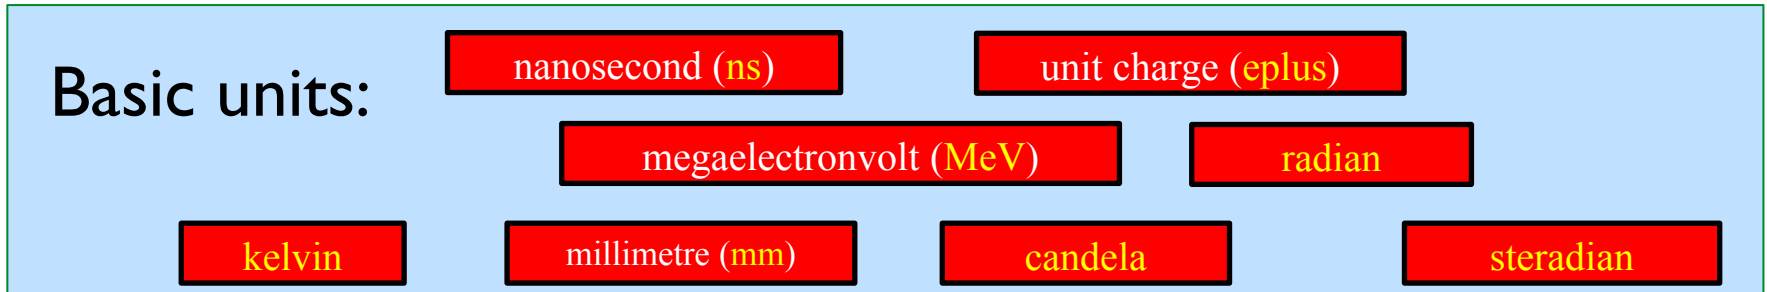 Basic units:
nanosecond (ns)
unit charge (eplus)
megaelectronvolt (MeV)
radian
kelvin
millimetre (mm)
candela
steradian